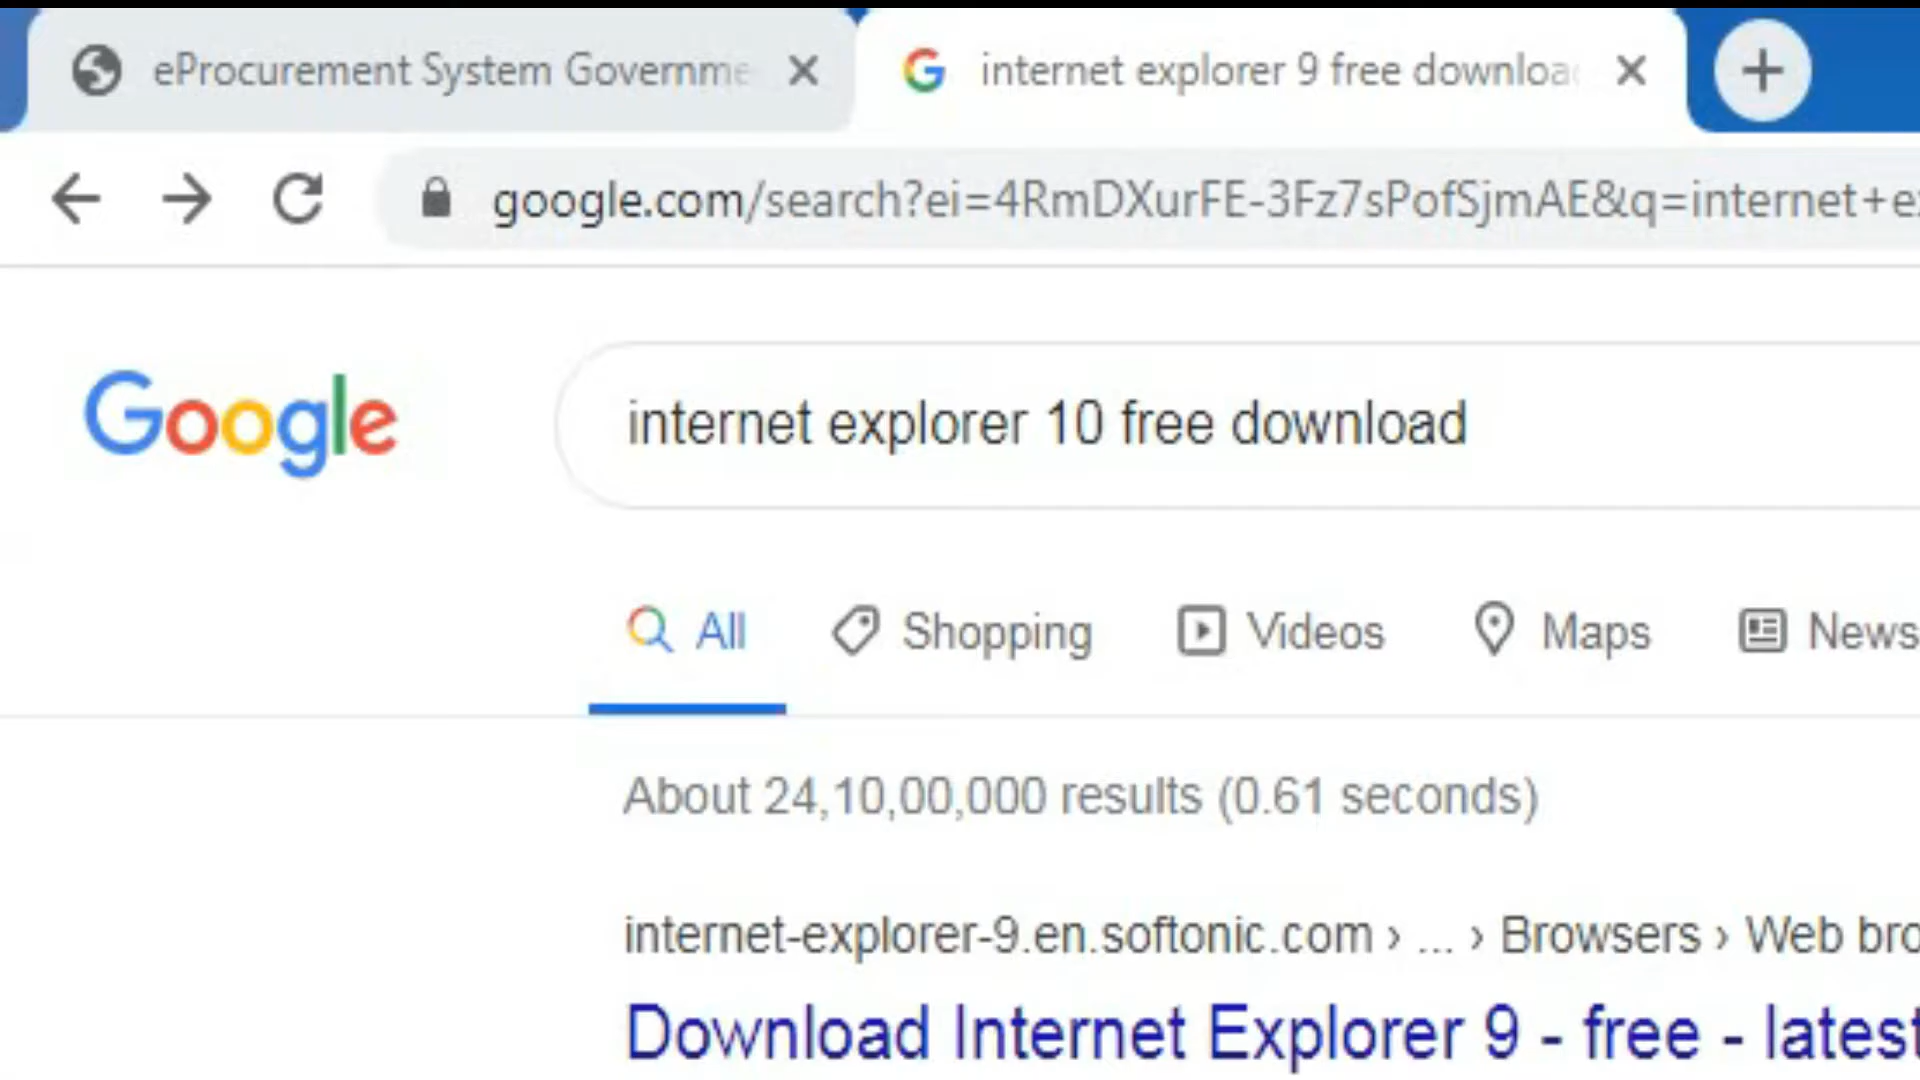 eProcurement System Governme
internet explorer 9 free downloa
google.com/search?ei=4RmDXurFE-3Fz7sPofSjmAE&q=internet+e
Google
internet explorer 10 free download
All Shopping Videos Maps News
About 24,10,00,000 results (0.61 seconds)
internet-explorer-9.en.softonic.com › ... › Browsers › Web bro
Download Internet Explorer 9 - free - latest